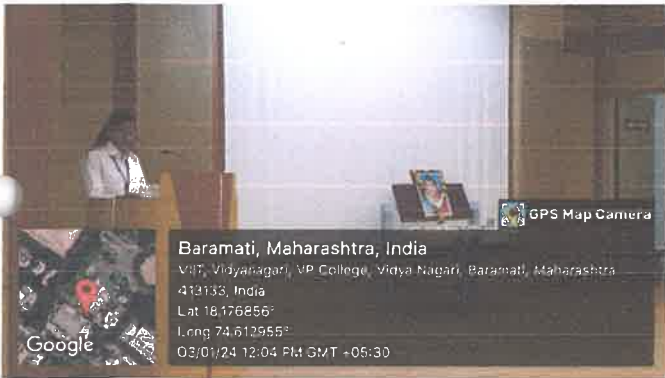 GPS Map Camera
Baramati, Maharashtra, India
VIIT, Vidyanagari, VP College, Vidya Nagari, Baramati, Maharashtra
413133, India
Lat 18.176856°
Long 74.612955°
03/01/24 12:04 PM GMT +05:30
Google